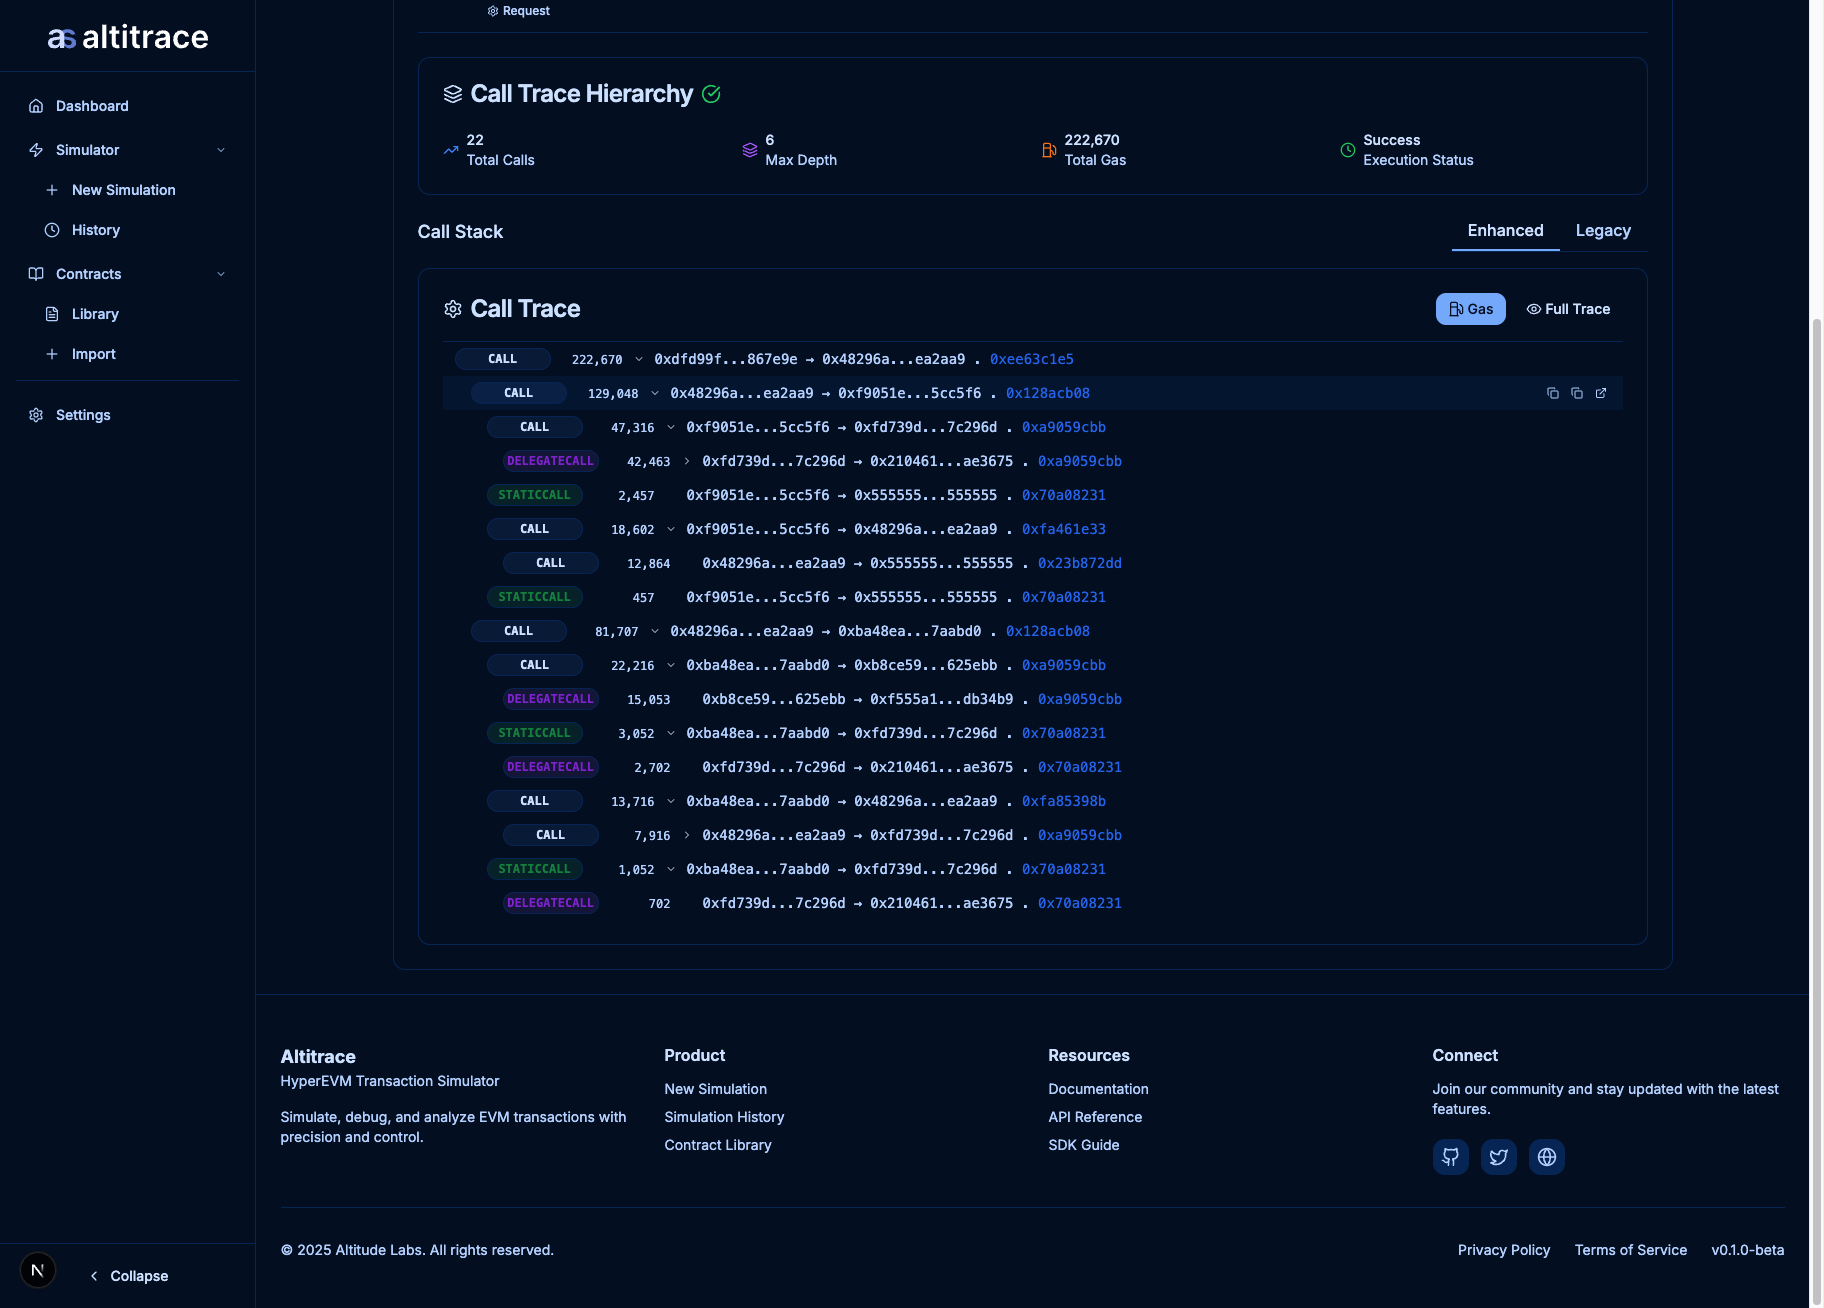 as altitrace
Dashboard
Simulator
New Simulation
History
Contracts
Library
Import
Settings
N
Collapse
Request
Call Trace Hierarchy
22
Total Calls
6
Max Depth
222,670
Total Gas
Success
Execution Status
Call Stack
Enhanced
Legacy
Call Trace
Gas
Full Trace
CALL 222,670 0xdfd99f...867e9e → 0x48296a...ea2aa9 . 0xee63c1e5
CALL 129,048 0x48296a...ea2aa9 → 0xf9051e...5cc5f6 . 0x128acb08
CALL 47,316 0xf9051e...5cc5f6 → 0xfd739d...7c296d . 0xa9059cbb
DELEGATECALL 42,463 0xfd739d...7c296d → 0x210461...ae3675 . 0xa9059cbb
STATICCALL 2,457 0xf9051e...5cc5f6 → 0x555555...555555 . 0x70a08231
CALL 18,602 0xf9051e...5cc5f6 → 0x48296a...ea2aa9 . 0xfa461e33
CALL 12,864 0x48296a...ea2aa9 → 0x555555...555555 . 0x23b872dd
STATICCALL 457 0xf9051e...5cc5f6 → 0x555555...555555 . 0x70a08231
CALL 81,707 0x48296a...ea2aa9 → 0xba48ea...7aabd0 . 0x128acb08
CALL 22,216 0xba48ea...7aabd0 → 0xb8ce59...625ebb . 0xa9059cbb
DELEGATECALL 15,053 0xb8ce59...625ebb → 0xf555a1...db34b9 . 0xa9059cbb
STATICCALL 3,052 0xba48ea...7aabd0 → 0xfd739d...7c296d . 0x70a08231
DELEGATECALL 2,702 0xfd739d...7c296d → 0x210461...ae3675 . 0x70a08231
CALL 13,716 0xba48ea...7aabd0 → 0x48296a...ea2aa9 . 0xfa85398b
CALL 7,916 0x48296a...ea2aa9 → 0xfd739d...7c296d . 0xa9059cbb
STATICCALL 1,052 0xba48ea...7aabd0 → 0xfd739d...7c296d . 0x70a08231
DELEGATECALL 702 0xfd739d...7c296d → 0x210461...ae3675 . 0x70a08231
Altitrace
HyperEVM Transaction Simulator
Simulate, debug, and analyze EVM transactions with
precision and control.
Product
New Simulation
Simulation History
Contract Library
Resources
Documentation
API Reference
SDK Guide
Connect
Join our community and stay updated with the latest
features.
© 2025 Altitude Labs. All rights reserved.
Privacy Policy
Terms of Service
v0.1.0-beta